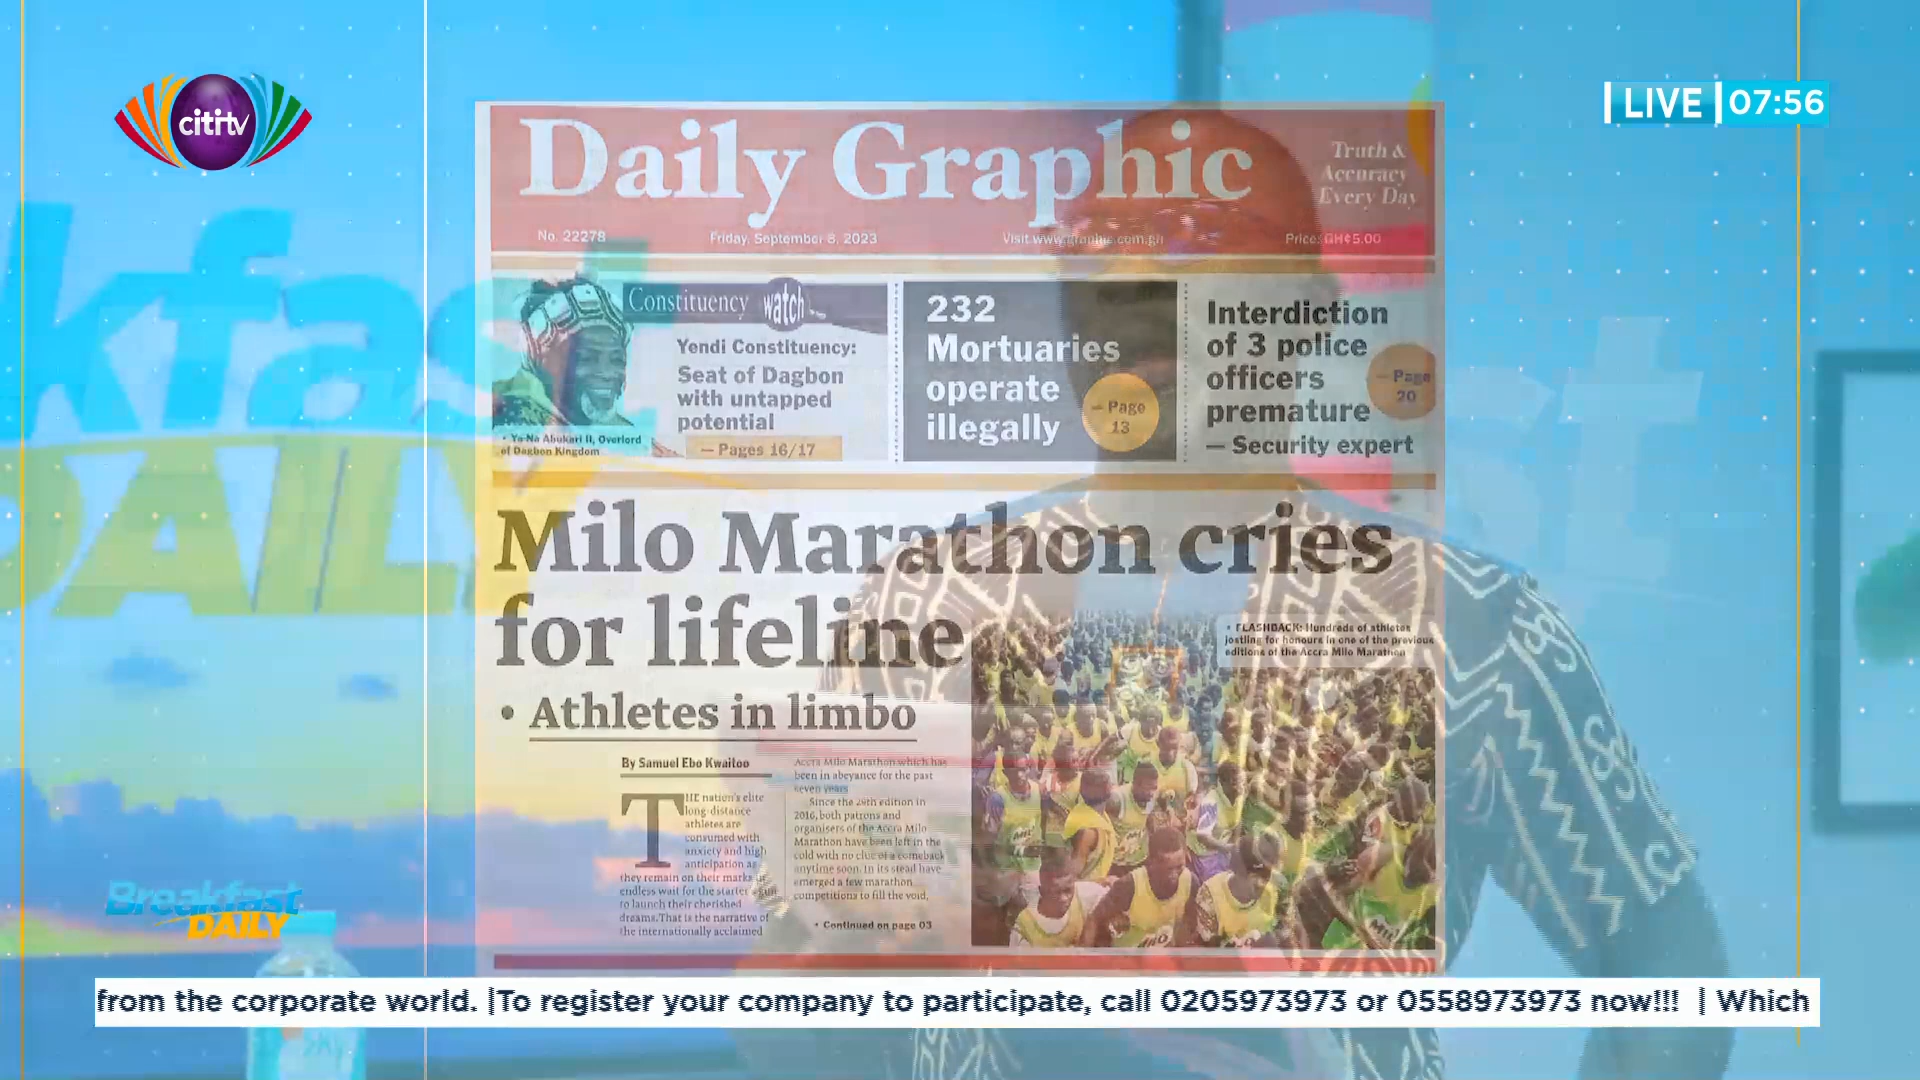 cititv
LIVE 07:56
kfast
DAILY
st
Daily Graphic
Truth &
Accuracy
Every Day
No. 22278
Friday, September 8, 2023
Visit www.graphic.com.gh
Price: GH¢5.00
Constituency watch
Yendi Constituency:
Seat of Dagbon
with untapped
potential
– Pages 16/17
• Ya-Na Abukari II, Overlord
of Dagbon Kingdom
232
Mortuaries
operate
illegally
– Page
13
Interdiction
of 3 police
officers
premature
– Security expert
– Page
20
Milo Marathon cries
for lifeline
• Athletes in limbo
• FLASHBACK: Hundreds of athletes
jostling for honours in one of the previous
editions of the Accra Milo Marathon
By Samuel Ebo Kwaitoo
THE nation's elite
long-distance
athletes are
consumed with
anxiety and high
anticipation as
they remain on their marks in
endless wait for the starter's gun
to launch their cherished
dreams. That is the narrative of
the internationally acclaimed
Accra Milo Marathon which has
been in abeyance for the past
seven years
Since the 29th edition in
2016, both patrons and
organisers of the Accra Milo
Marathon have been left in the
cold with no clue of a comeback
anytime soon. In its stead have
emerged a few marathon
competitions to fill the void,
• Continued on page 03
Breakfast
DAILY
from the corporate world. |To register your company to participate, call 0205973973 or 0558973973 now!!! | Which